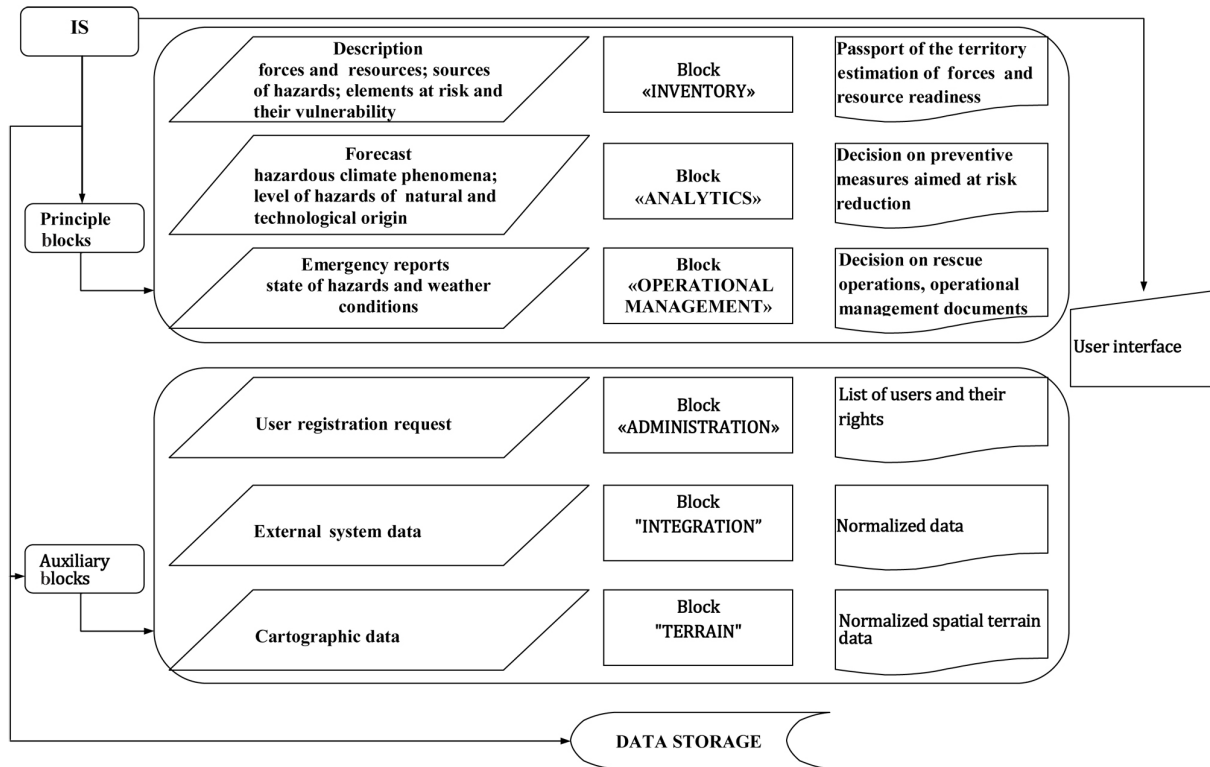 IS
Description
forces and resources; sources
of hazards; elements at risk and
their vulnerability
Block
«INVENTORY»
Passport of the territory
estimation of forces and
resource readiness
Forecast
hazardous climate phenomena;
level of hazards of natural and
technological origin
Block
«ANALYTICS»
Decision on preventive
measures aimed at risk
reduction
Principle
blocks
Emergency reports
state of hazards and weather
conditions
Block
«OPERATIONAL
MANAGEMENT»
Decision on rescue
operations, operational
management documents
User interface
User registration request
Block
«ADMINISTRATION»
List of users and their
rights
External system data
Block
"INTEGRATION”
Normalized data
Auxiliary
blocks
Cartographic data
Block
"TERRAIN"
Normalized spatial terrain
data
DATA STORAGE